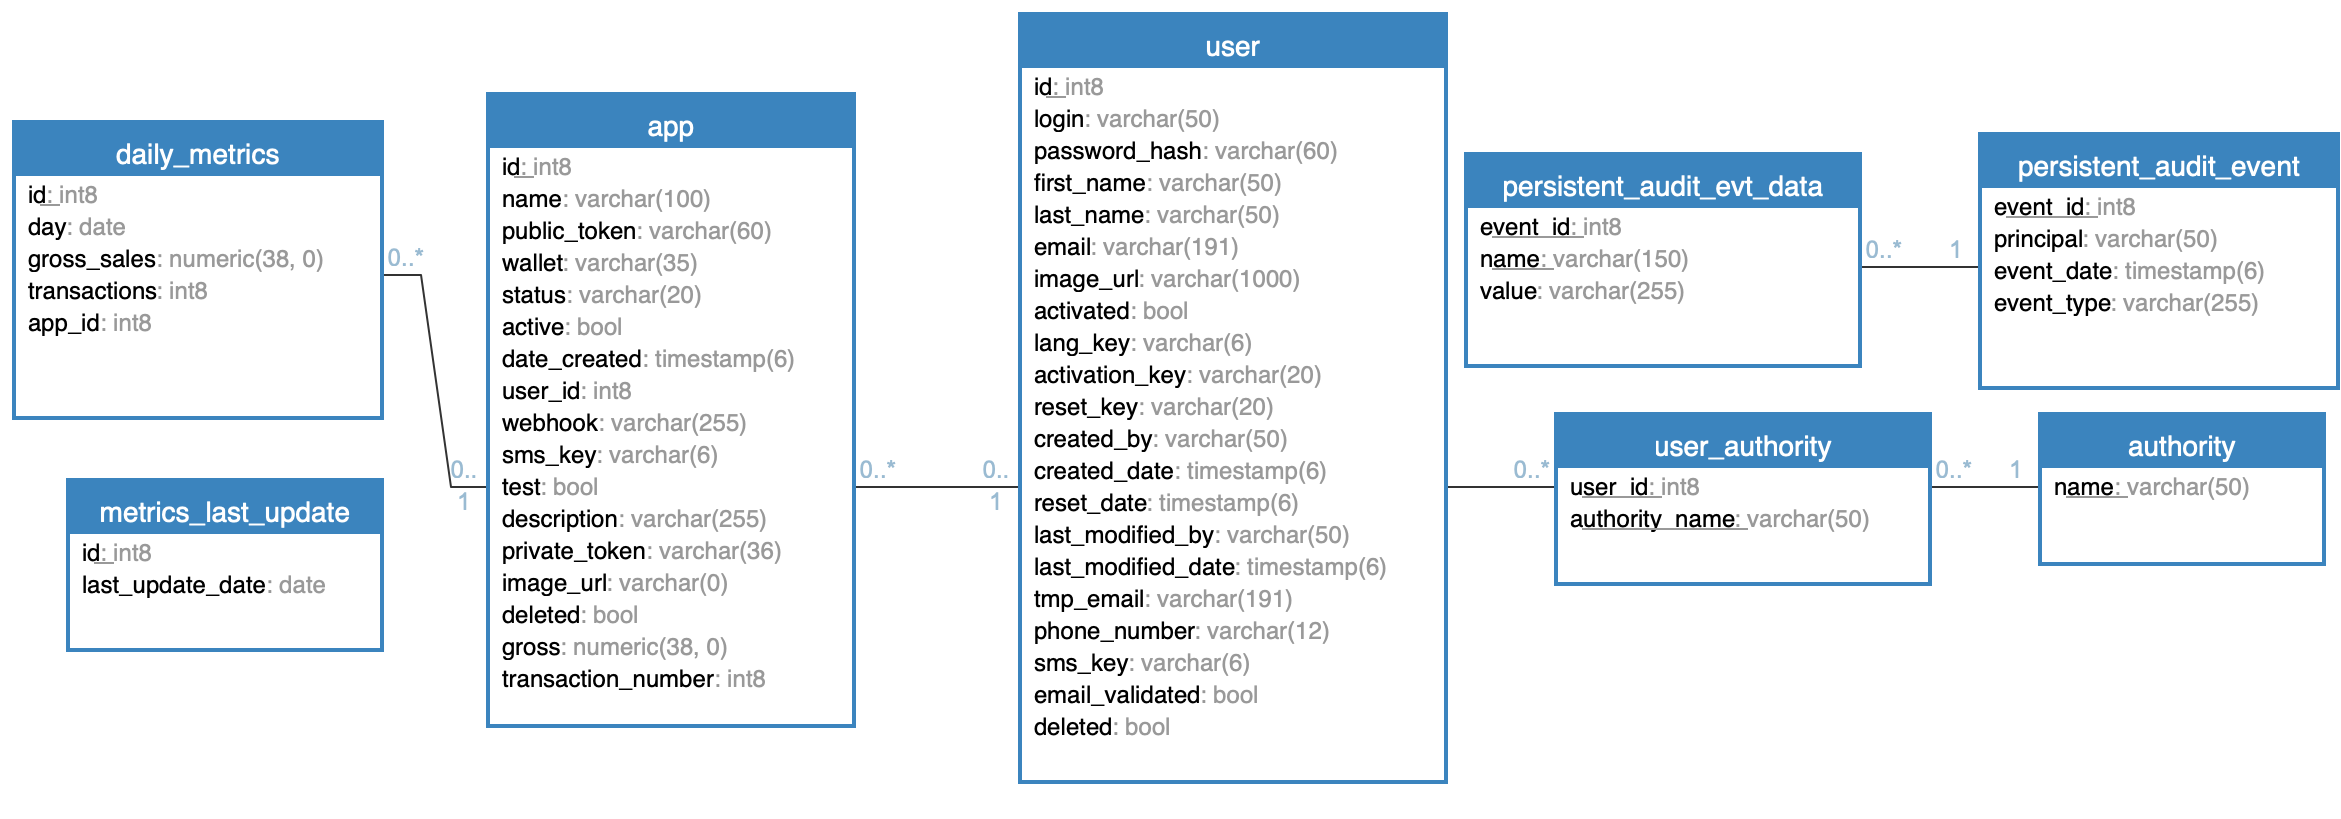 daily_metrics
id: int8
day: date
gross_sales: numeric(38, 0)
transactions: int8
app_id: int8
0..*
0..
1
metrics_last_update
id: int8
last_update_date: date
app
id: int8
name: varchar(100)
public_token: varchar(60)
wallet: varchar(35)
status: varchar(20)
active: bool
date_created: timestamp(6)
user_id: int8
webhook: varchar(255)
sms_key: varchar(6)
test: bool
description: varchar(255)
private_token: varchar(36)
image_url: varchar(0)
deleted: bool
gross: numeric(38, 0)
transaction_number: int8
0..*
0..
1
user
id: int8
login: varchar(50)
password_hash: varchar(60)
first_name: varchar(50)
last_name: varchar(50)
email: varchar(191)
image_url: varchar(1000)
activated: bool
lang_key: varchar(6)
activation_key: varchar(20)
reset_key: varchar(20)
created_by: varchar(50)
created_date: timestamp(6)
reset_date: timestamp(6)
last_modified_by: varchar(50)
last_modified_date: timestamp(6)
tmp_email: varchar(191)
phone_number: varchar(12)
sms_key: varchar(6)
email_validated: bool
deleted: bool
persistent_audit_evt_data
event_id: int8
name: varchar(150)
value: varchar(255)
0..* 1
persistent_audit_event
event_id: int8
principal: varchar(50)
event_date: timestamp(6)
event_type: varchar(255)
0..*
user_authority
user_id: int8
authority_name: varchar(50)
0..* 1
authority
name: varchar(50)